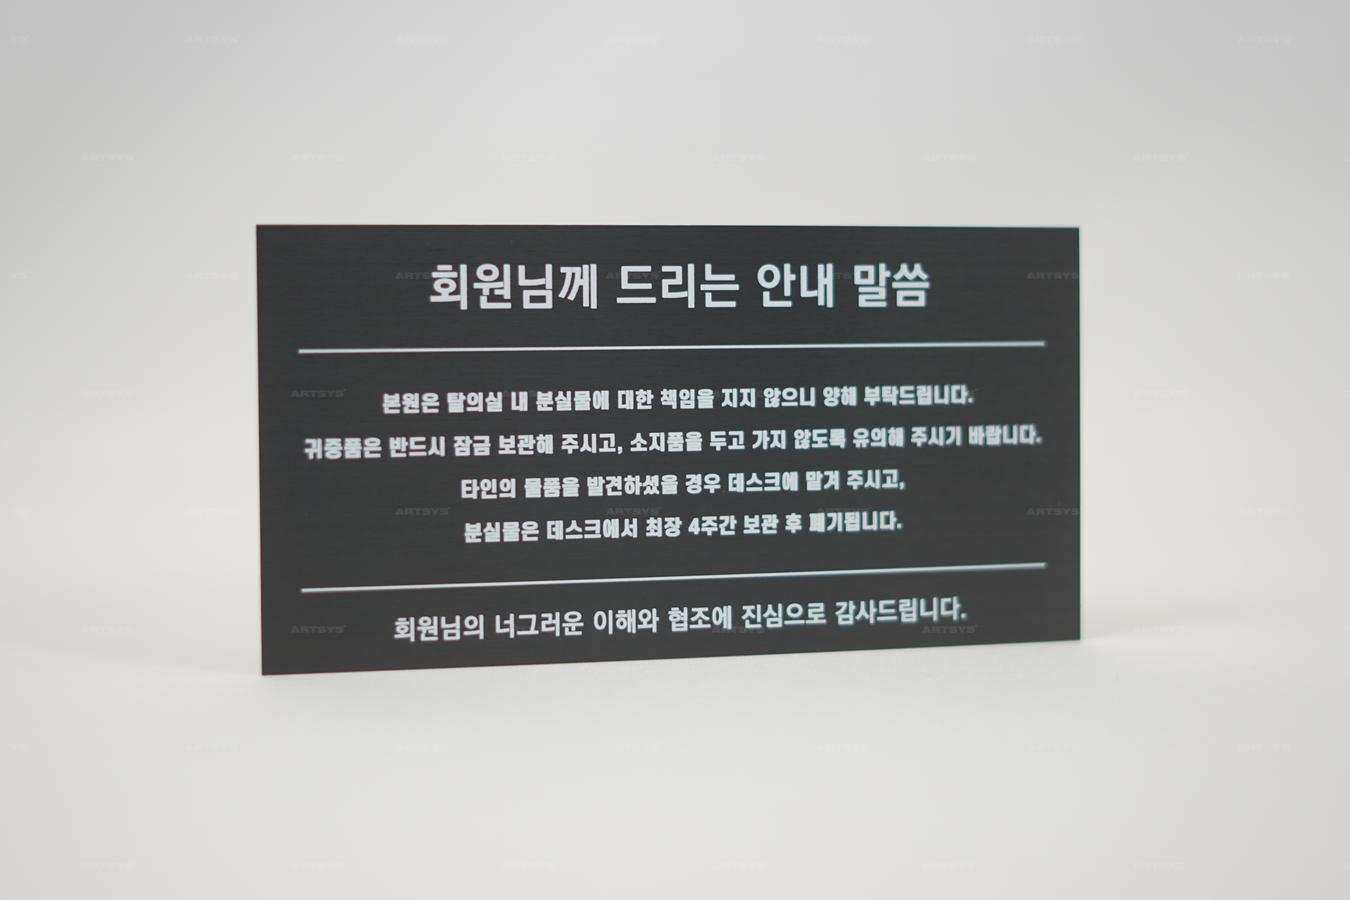 회원님께 드리는 안내 말씀
본원은 탈의실 내 분실물에 대한 책임을 지지 않으니 양해 부탁드립니다.
귀중품은 반드시 잠금 보관해 주시고, 소지품을 두고 가지 않도록 유의해 주시기 바랍니다.
타인의 물품을 발견하셨을 경우 데스크에 맡겨 주시고,
분실물은 데스크에서 최장 4주간 보관 후 폐기됩니다.
회원님의 너그러운 이해와 협조에 진심으로 감사드립니다.
ARTSYS